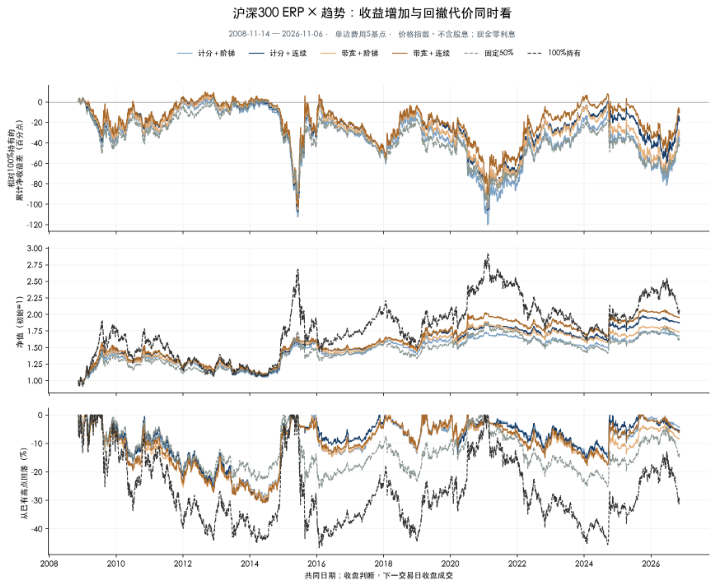 沪深300 ERP × 趋势：收益增加与回撤代价同时看
2008-11-14 — 2026-11-06 · 单边费用5基点 · 价格指数、不含股息；现金零利息
计分＋阶梯 计分＋连续 带宽＋阶梯 带宽＋连续 固定50% 100%持有
相对100%持有的
累计净收益差（百分点）
0
-20
-40
-60
-80
-100
-120
净值（初始=1）
3.00
2.75
2.50
2.25
2.00
1.75
1.50
1.25
1.00
从已有高点回落（%）
0
-10
-20
-30
-40
2008 2010 2012 2014 2016 2018 2020 2022 2024 2026
共同日期；收盘判断，下一交易日收盘成交